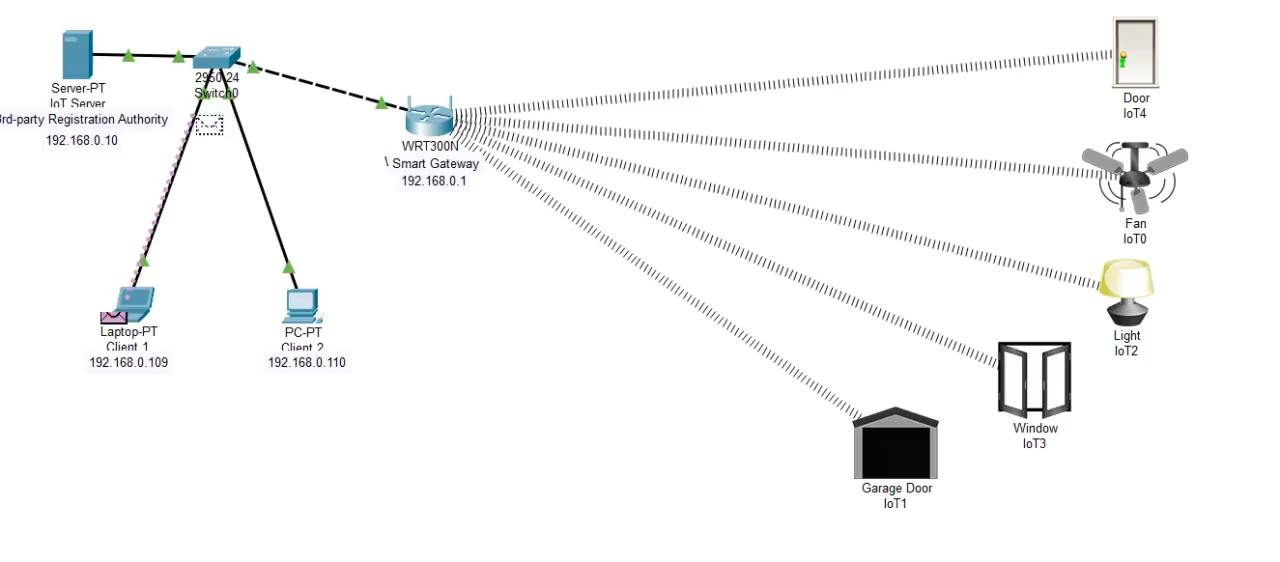 Server-PT
IoT Server
3rd-party Registration Authority
192.168.0.10
2950-24
Switch0
WRT300N
\ Smart Gateway
192.168.0.1
Laptop-PT
Client 1
192.168.0.109
PC-PT
Client 2
192.168.0.110
Door
IoT4
Fan
IoT0
Light
IoT2
Window
IoT3
Garage Door
IoT1